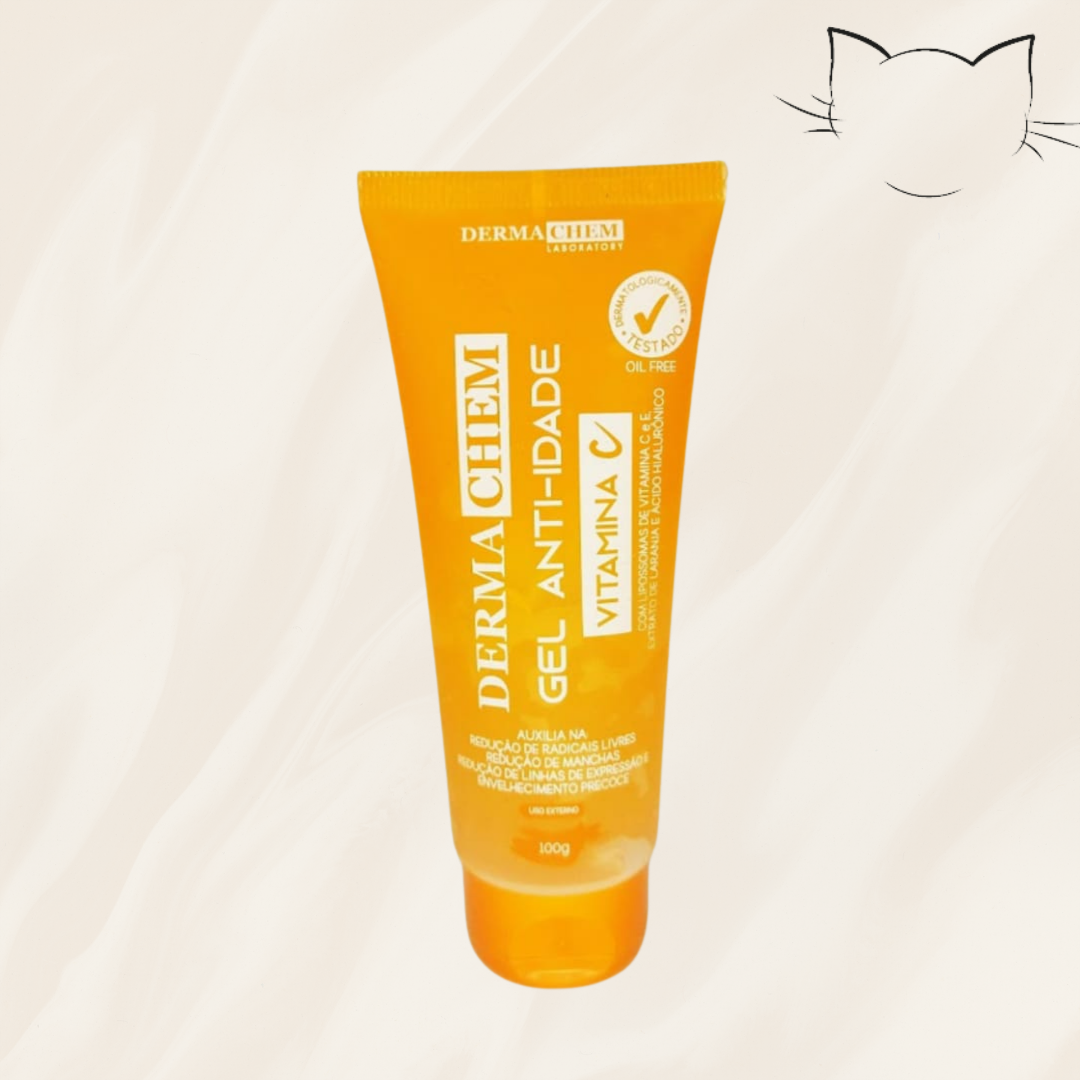 DERMACHEM
LABORATORY
DERMATOLOGICAMENTE
• TESTADO •
OIL FREE
DERMACHEM
GEL ANTI-IDADE
VITAMINA C
COM LIPOSSOMAS DE VITAMINA C e E,
EXTRATO DE LARANJA E ÁCIDO HIALURÔNICO
AUXILIA NA
REDUÇÃO DE RADICAIS LIVRES
REDUÇÃO DE MANCHAS
REDUÇÃO DE LINHAS DE EXPRESSÃO E
ENVELHECIMENTO PRECOCE
USO EXTERNO
100g